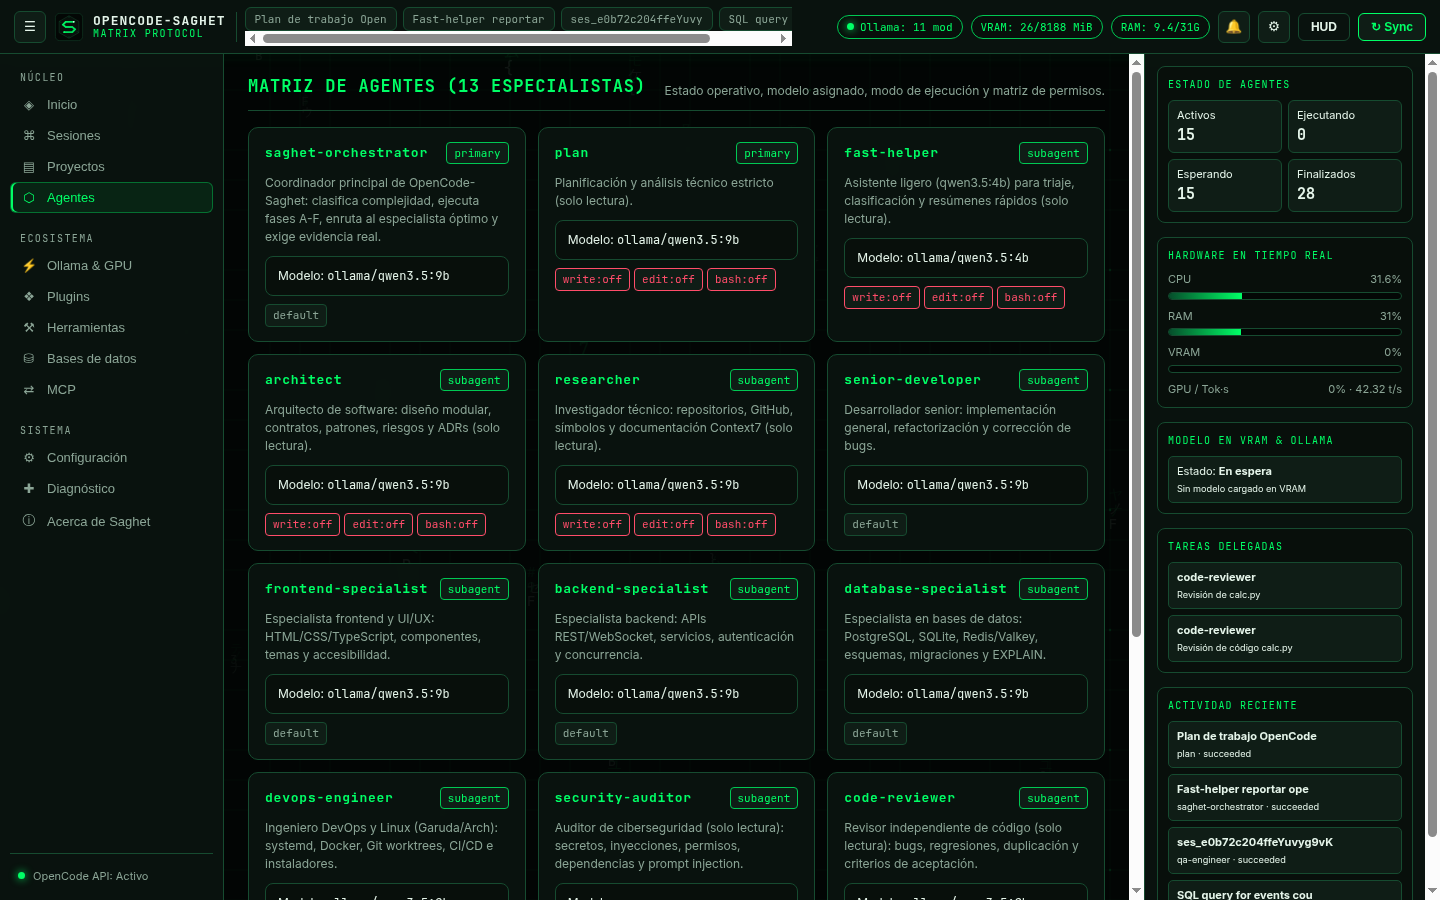 ☰
OPENCODE-SAGHET
MATRIX PROTOCOL
Plan de trabajo Open
Fast-helper reportar
ses_e0b72c204ffeYuvy
SQL query
Ollama: 11 mod
VRAM: 26/8188 MiB
RAM: 9.4/31G
HUD
↻ Sync
NÚCLEO
Inicio
Sesiones
Proyectos
Agentes
ECOSISTEMA
Ollama & GPU
Plugins
Herramientas
Bases de datos
MCP
SISTEMA
Configuración
Diagnóstico
Acerca de Saghet
OpenCode API: Activo
MATRIZ DE AGENTES (13 ESPECIALISTAS)
Estado operativo, modelo asignado, modo de ejecución y matriz de permisos.
saghet-orchestrator
primary
Coordinador principal de OpenCode-
Saghet: clasifica complejidad, ejecuta
fases A-F, enruta al especialista óptimo y
exige evidencia real.
Modelo: ollama/qwen3.5:9b
default
plan
primary
Planificación y análisis técnico estricto
(solo lectura).
Modelo: ollama/qwen3.5:9b
write:off
edit:off
bash:off
fast-helper
subagent
Asistente ligero (qwen3.5:4b) para triaje,
clasificación y resúmenes rápidos (solo
lectura).
Modelo: ollama/qwen3.5:4b
write:off
edit:off
bash:off
architect
subagent
Arquitecto de software: diseño modular,
contratos, patrones, riesgos y ADRs (solo
lectura).
Modelo: ollama/qwen3.5:9b
write:off
edit:off
bash:off
researcher
subagent
Investigador técnico: repositorios, GitHub,
símbolos y documentación Context7 (solo
lectura).
Modelo: ollama/qwen3.5:9b
write:off
edit:off
bash:off
senior-developer
subagent
Desarrollador senior: implementación
general, refactorización y corrección de
bugs.
Modelo: ollama/qwen3.5:9b
default
frontend-specialist
subagent
Especialista frontend y UI/UX:
HTML/CSS/TypeScript, componentes,
temas y accesibilidad.
Modelo: ollama/qwen3.5:9b
default
backend-specialist
subagent
Especialista backend: APIs
REST/WebSocket, servicios, autenticación
y concurrencia.
Modelo: ollama/qwen3.5:9b
default
database-specialist
subagent
Especialista en bases de datos:
PostgreSQL, SQLite, Redis/Valkey,
esquemas, migraciones y EXPLAIN.
Modelo: ollama/qwen3.5:9b
default
devops-engineer
subagent
Ingeniero DevOps y Linux (Garuda/Arch):
systemd, Docker, Git worktrees, CI/CD e
instaladores.
security-auditor
subagent
Auditor de ciberseguridad (solo lectura):
secretos, inyecciones, permisos,
dependencias y prompt injection.
code-reviewer
subagent
Revisor independiente de código (solo
lectura): bugs, regresiones, duplicación y
criterios de aceptación.
ESTADO DE AGENTES
Activos
15
Ejecutando
0
Esperando
15
Finalizados
28
HARDWARE EN TIEMPO REAL
CPU 31.6%
RAM 31%
VRAM 0%
GPU / Tok·s 0% · 42.32 t/s
MODELO EN VRAM & OLLAMA
Estado: En espera
Sin modelo cargado en VRAM
TAREAS DELEGADAS
code-reviewer
Revisión de calc.py
code-reviewer
Revisión de código calc.py
ACTIVIDAD RECIENTE
Plan de trabajo OpenCode
plan · succeeded
Fast-helper reportar ope
saghet-orchestrator · succeeded
ses_e0b72c204ffeYuvyg9vK
qa-engineer · succeeded
SQL query for events cou